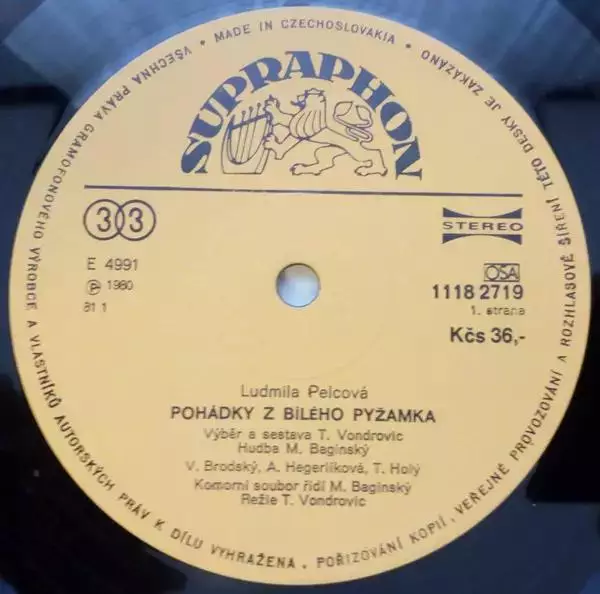 VŠECHNA PRÁVA GRAMOFONOVÉHO VÝROBCE A VLASTNÍKŮ AUTORSKÝCH PRÁV K DÍLU VYHRAŽENA. POŘIZOVÁNÍ KOPIÍ, VEŘEJNÉ PROVOZOVÁNÍ A ROZHLASOVÉ ŠÍŘENÍ TÉTO DESKY JE ZAKÁZÁNO • MADE IN CZECHOSLOVAKIA •
SUPRAPHON
33
STEREO
E 4991
℗ 1980
81 1
OSA
1118 2719
1. strana
Kčs 36,-
Ludmila Pelcová
POHÁDKY Z BÍLÉHO PYŽAMKA
Výběr a sestava T. Vondrovic
Hudba M. Baginský
V. Brodský, A. Hegerlíková, T. Holý
Komorní soubor řídí M. Baginský
Režie T. Vondrovic